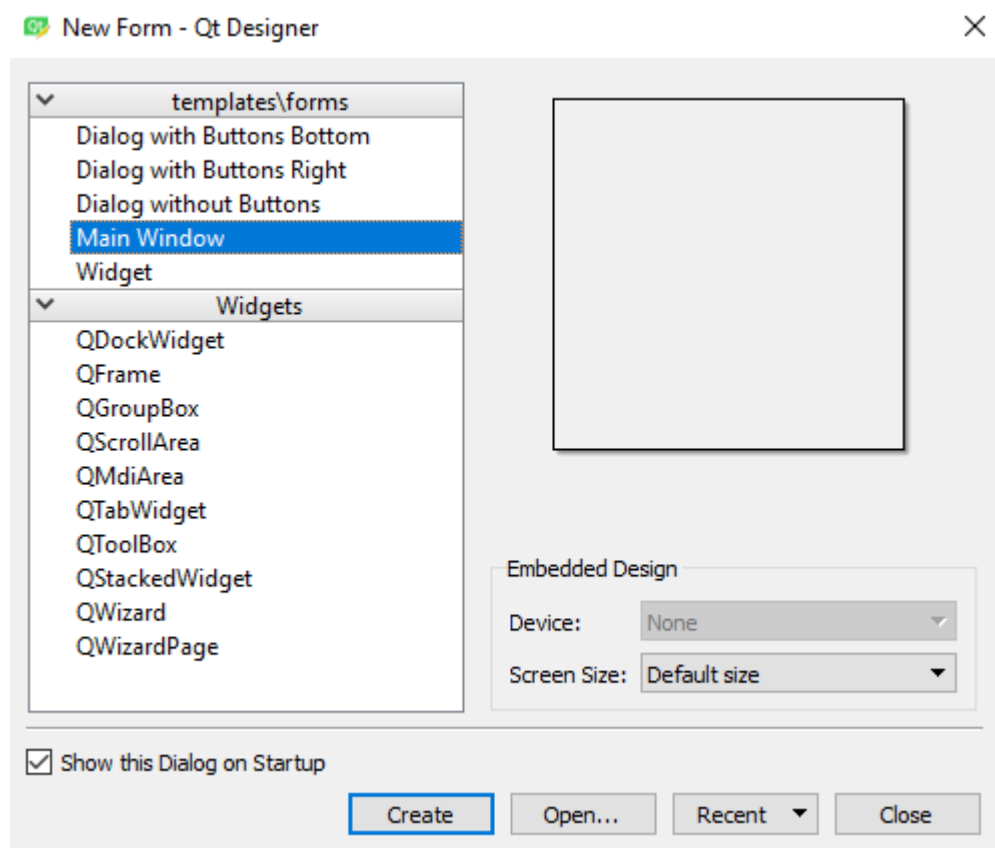 New Form - Qt Designer
templates\forms
Dialog with Buttons Bottom
Dialog with Buttons Right
Dialog without Buttons
Main Window
Widget
Widgets
QDockWidget
QFrame
QGroupBox
QScrollArea
QMdiArea
QTabWidget
QToolBox
QStackedWidget
QWizard
QWizardPage
Embedded Design
Device: None
Screen Size: Default size
Show this Dialog on Startup
Create Open... Recent Close